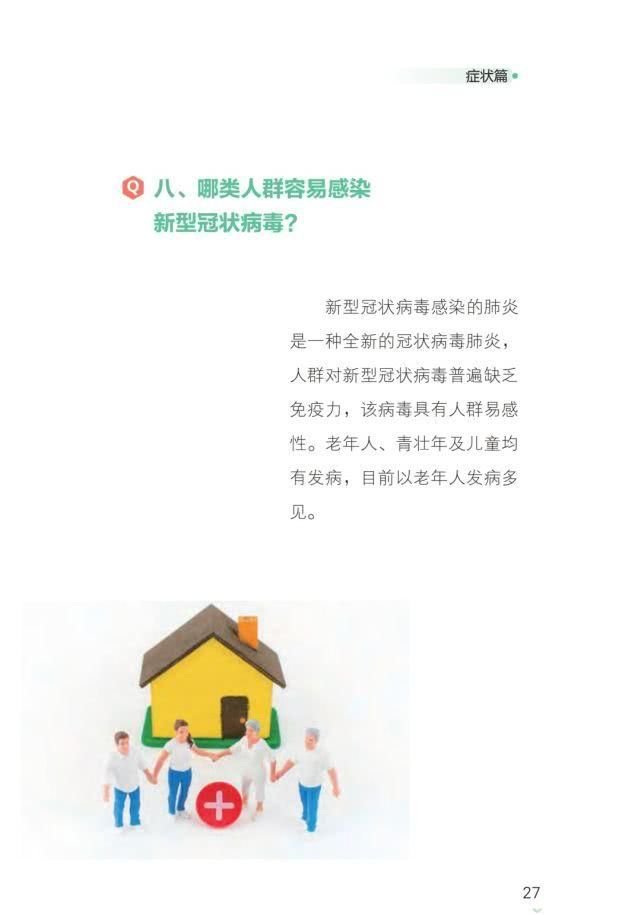 症状篇
Q 八、哪类人群容易感染
新型冠状病毒？
新型冠状病毒感染的肺炎
是一种全新的冠状病毒肺炎，
人群对新型冠状病毒普遍缺乏
免疫力，该病毒具有人群易感
性。老年人、青壮年及儿童均
有发病，目前以老年人发病多
见。
27